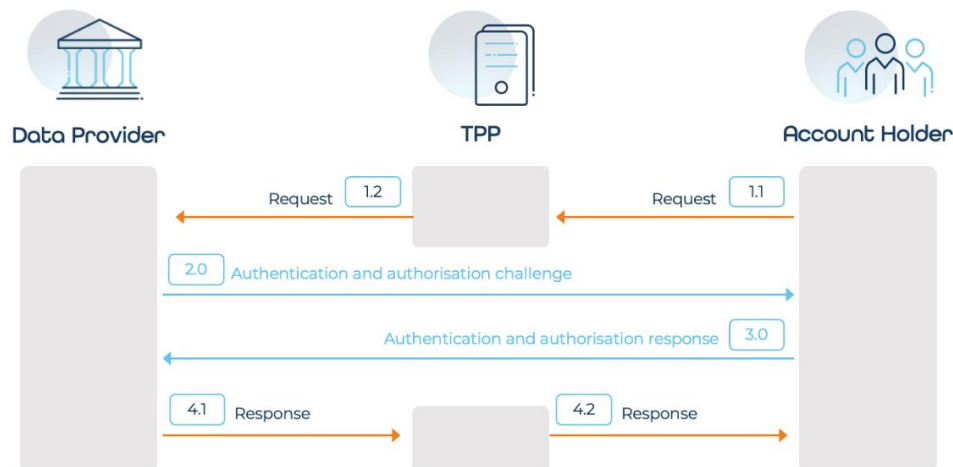 Data Provider
TPP
Account Holder
Request 1.2
Request 1.1
2.0 Authentication and authorisation challenge
Authentication and authorisation response 3.0
4.1 Response
4.2 Response